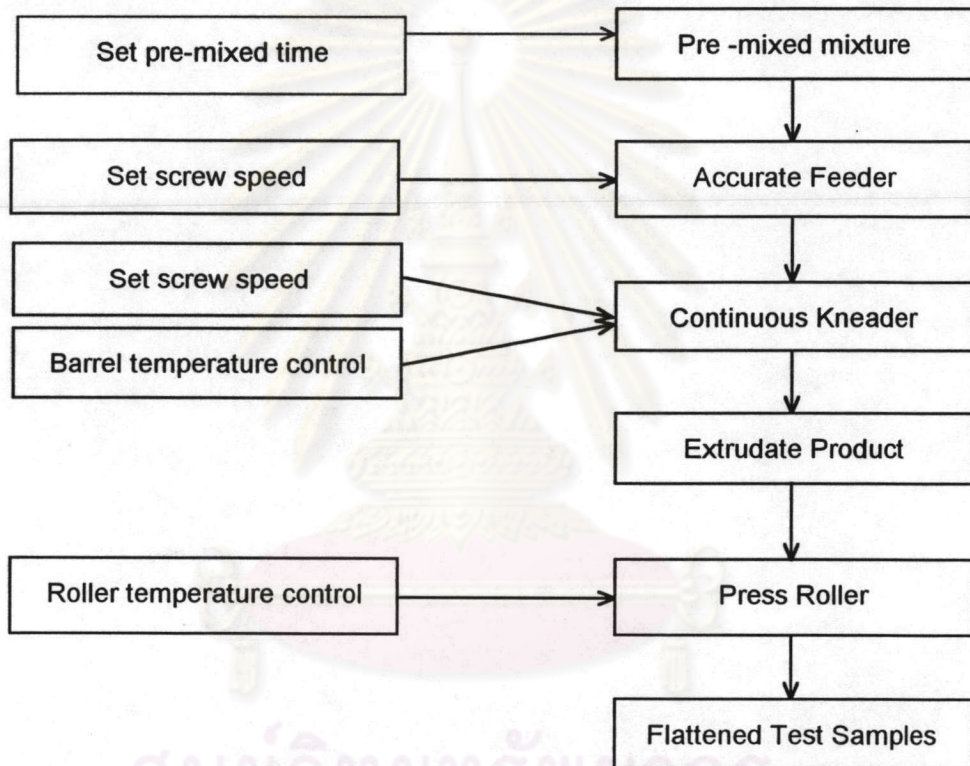 Set pre-mixed time
Pre -mixed mixture
Set screw speed
Accurate Feeder
Set screw speed
Continuous Kneader
Barrel temperature control
Extrudate Product
Roller temperature control
Press Roller
Flattened Test Samples